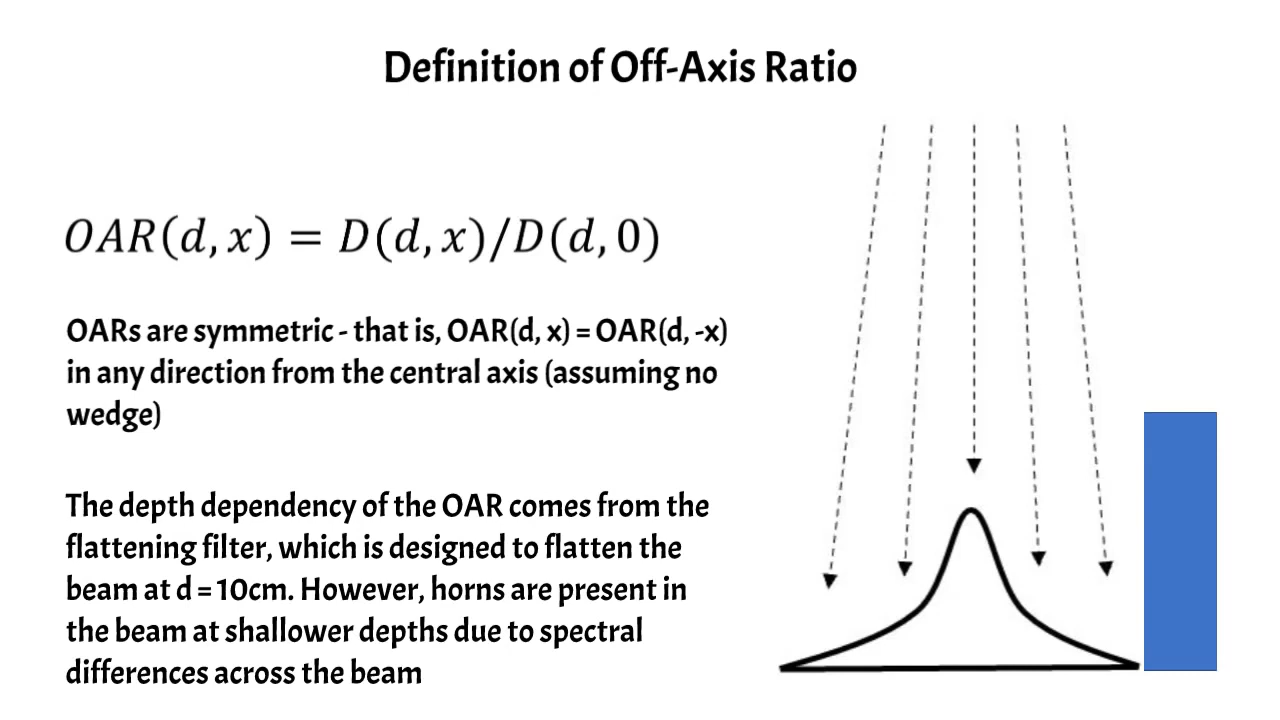 Definition of Off-Axis Ratio
OAR(d, x) = D(d, x)/D(d, 0)
OARs are symmetric - that is, OAR(d, x) = OAR(d, -x)
in any direction from the central axis (assuming no
wedge)
The depth dependency of the OAR comes from the
flattening filter, which is designed to flatten the
beam at d = 10cm. However, horns are present in
the beam at shallower depths due to spectral
differences across the beam